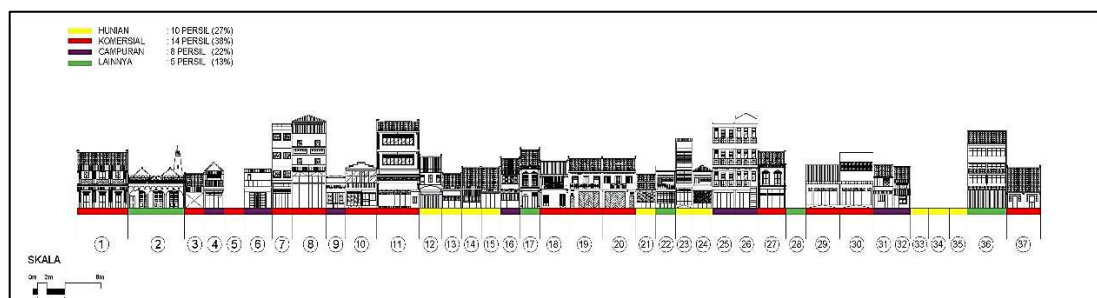 HUNIAN : 10 PERSIL (27%)
KOMERSIAL : 14 PERSIL (38%)
CAMPURAN : 8 PERSIL (22%)
LAINNYA : 5 PERSIL (13%)
1 2 3 4 5 6 7 8 9 10 11 12 13 14 15 16 17 18 19 20 21 22 23 24 25 26 27 28 29 30 31 32 33 34 35 36 37
SKALA
0m 2m 8m